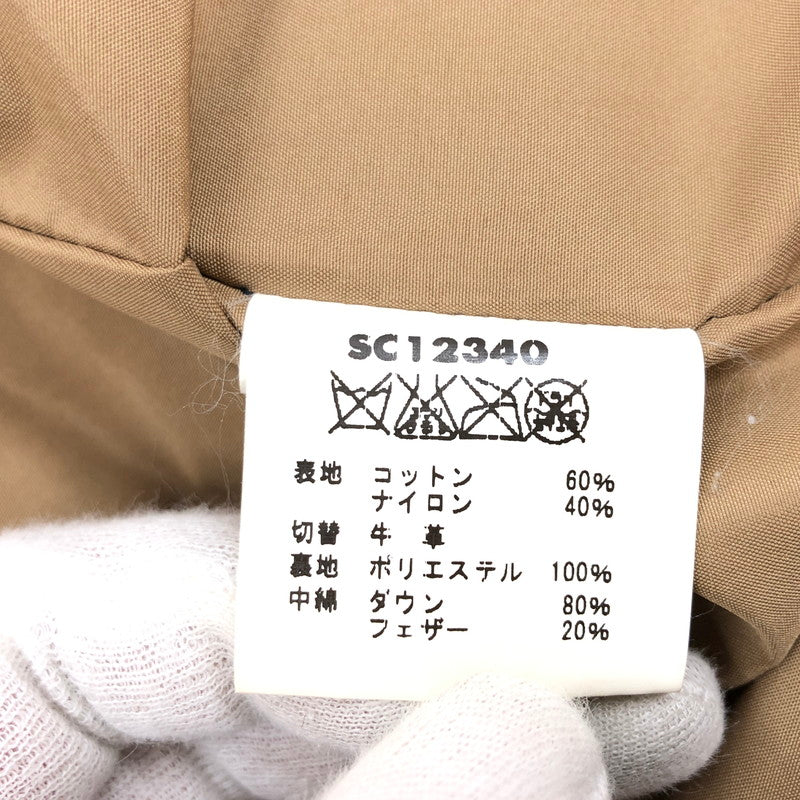 SC12340
表地 コットン 60%
ナイロン 40%
切替 牛 革
裏地 ポリエステル 100%
中綿 ダウン 80%
フェザー 20%